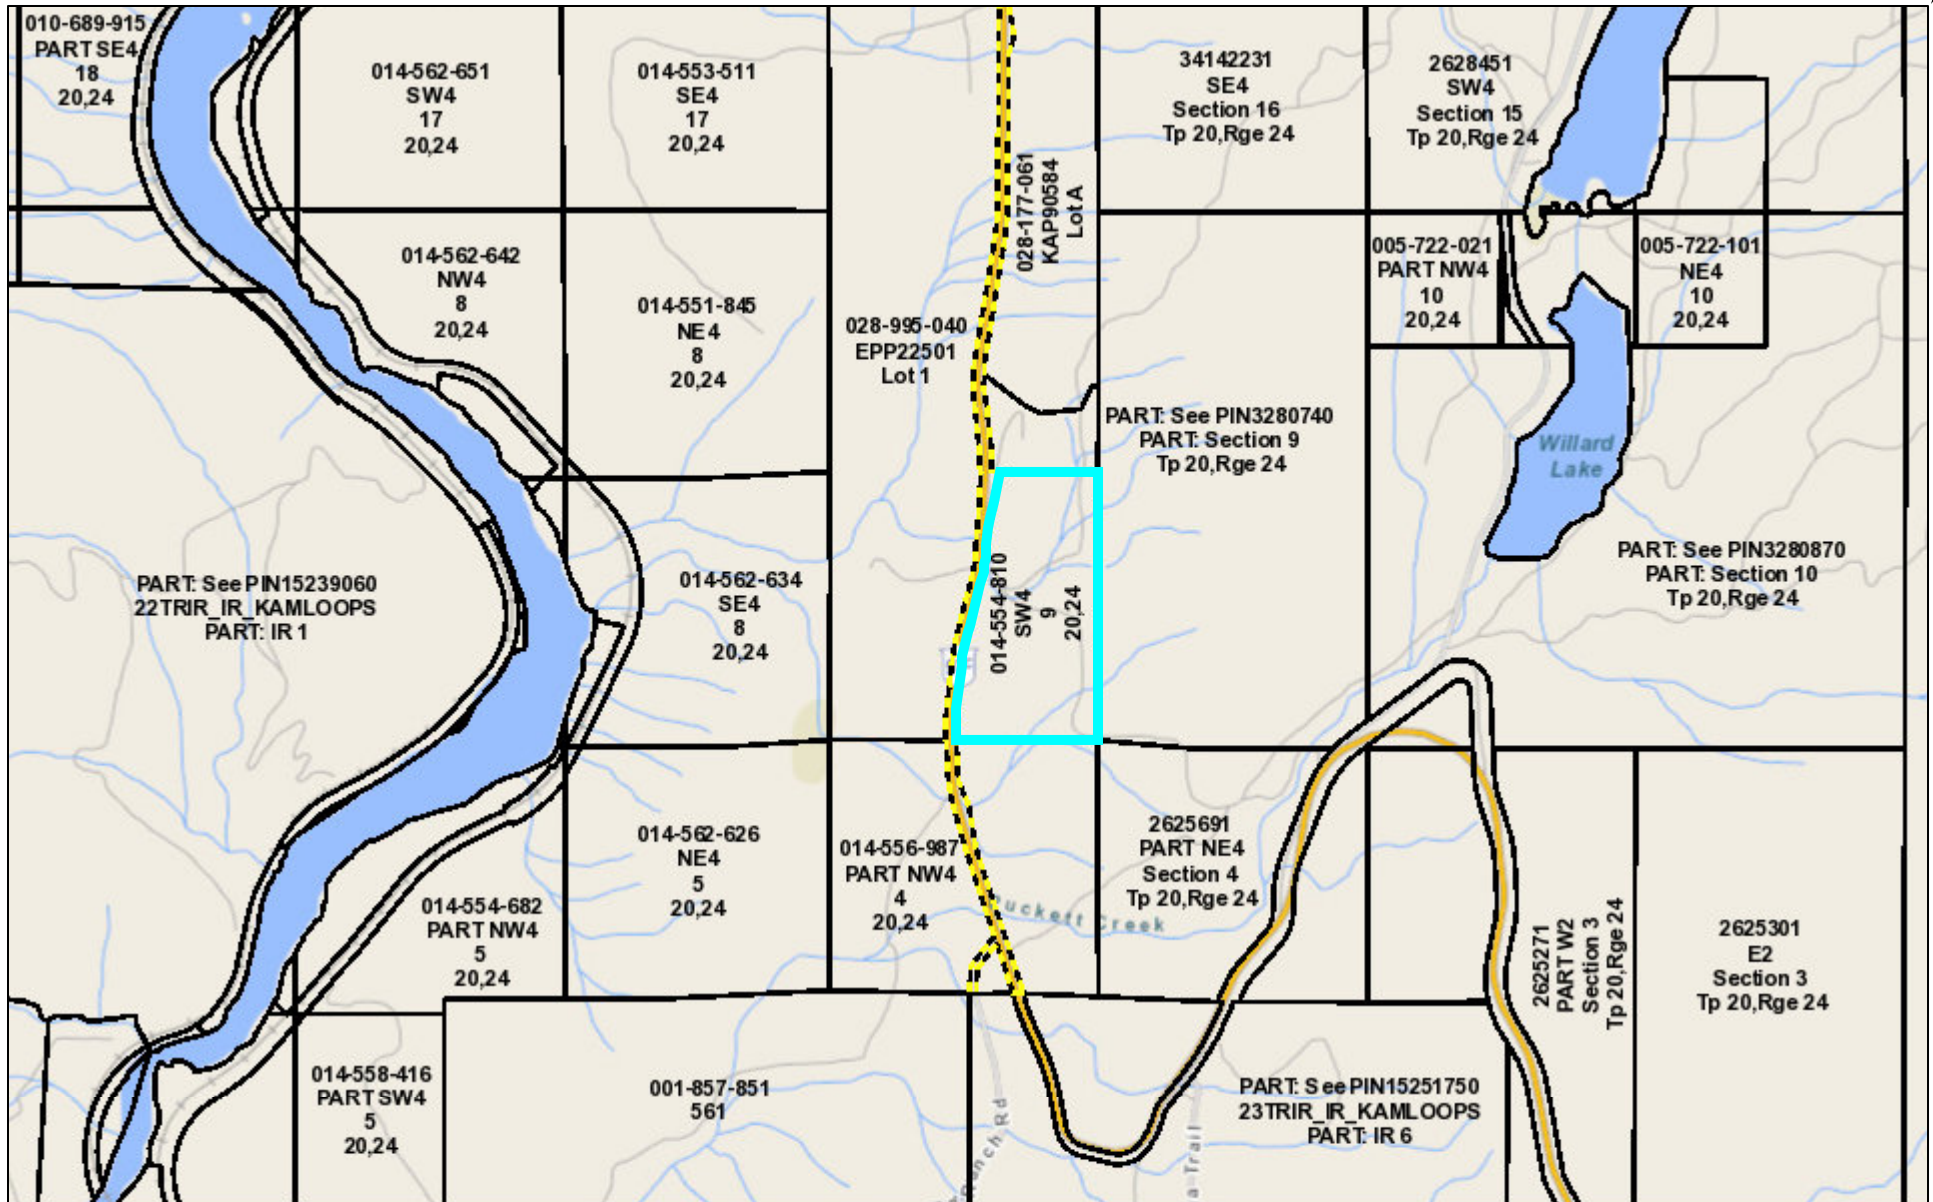 010-689-915
PART SE4
18
20,24
014-562-651
SW4
17
20,24
014-553-511
SE4
17
20,24
34142231
SE4
Section 16
Tp 20,Rge 24
2628451
SW4
Section 15
Tp 20,Rge 24
028-177-061
KAP90584
Lot A
014-562-642
NW4
8
20,24
014-551-845
NE4
8
20,24
028-995-040
EPP22501
Lot 1
005-722-021
PART NW4
10
20,24
005-722-101
NE4
10
20,24
PART: See PIN3280740
PART: Section 9
Tp 20,Rge 24
Willard
Lake
PART: See PIN15239060
22TRIR_IR_KAMLOOPS
PART: IR 1
014-562-634
SE4
8
20,24
014-554-810
SW4
9
20,24
PART: See PIN3280870
PART: Section 10
Tp 20,Rge 24
014-562-626
NE4
5
20,24
014-556-987
PART NW4
4
20,24
2625691
PART NE4
Section 4
Tp 20,Rge 24
Creek
014-554-682
PART NW4
5
20,24
2625271
PART W2
Section 3
Tp 20,Rge 24
2625301
E2
Section 3
Tp 20,Rge 24
014-558-416
PART SW4
5
20,24
001-857-851
561
Rd
Trail
PART: See PIN15251750
23TRIR_IR_KAMLOOPS
PART: IR 6